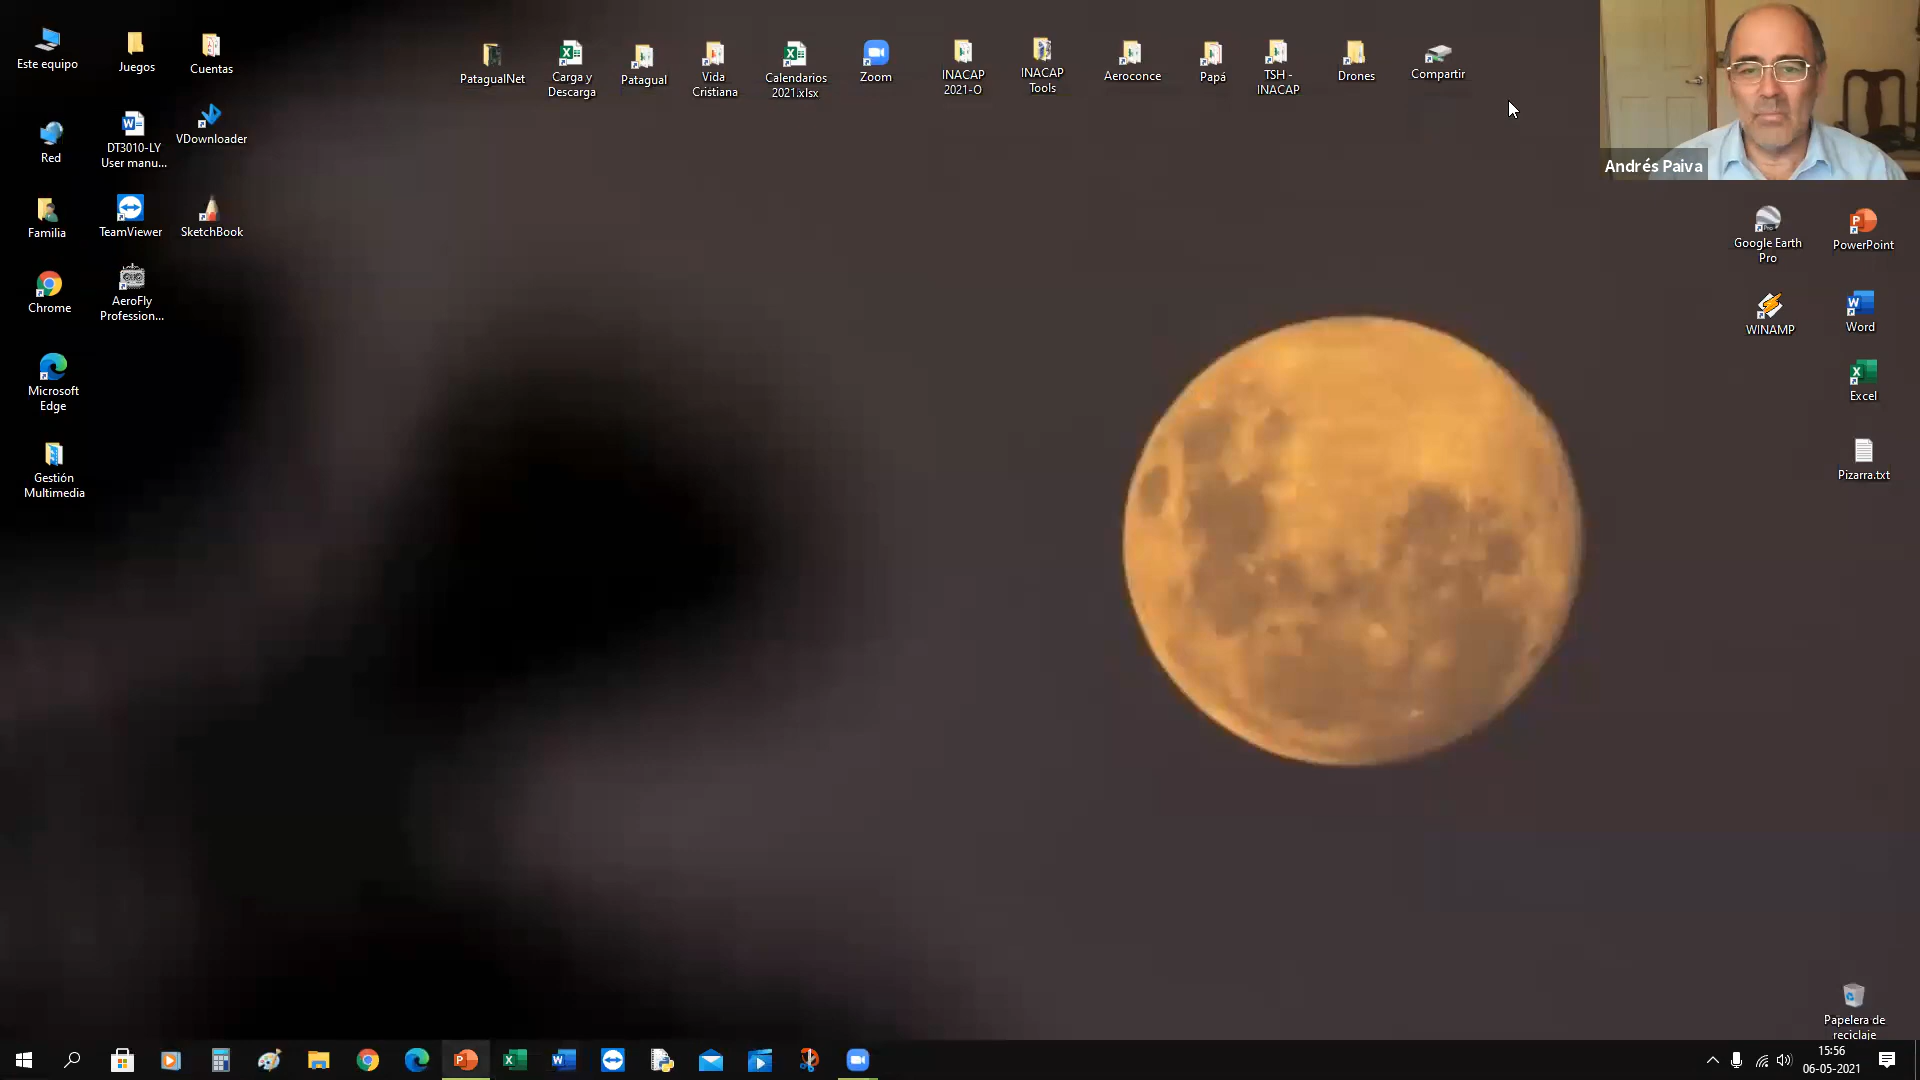 Este equipo
Juegos
Cuentas
PatagualNet
Carga y
Descarga
Patagual
Vida
Cristiana
Calendarios
2021.xlsx
Zoom
INACAP
2021-O
INACAP
Tools
Aeroconce
Papá
TSH -
INACAP
Drones
Compartir
Andrés Paiva
Red
DT3010-LY
User manu...
VDownloader
Familia
TeamViewer
SketchBook
Google Earth
Pro
PowerPoint
Chrome
AeroFly
Profession...
WINAMP
Word
Microsoft
Edge
Excel
Gestión
Multimedia
Pizarra.txt
Papelera de
reciclaje
15:56
06-05-2021